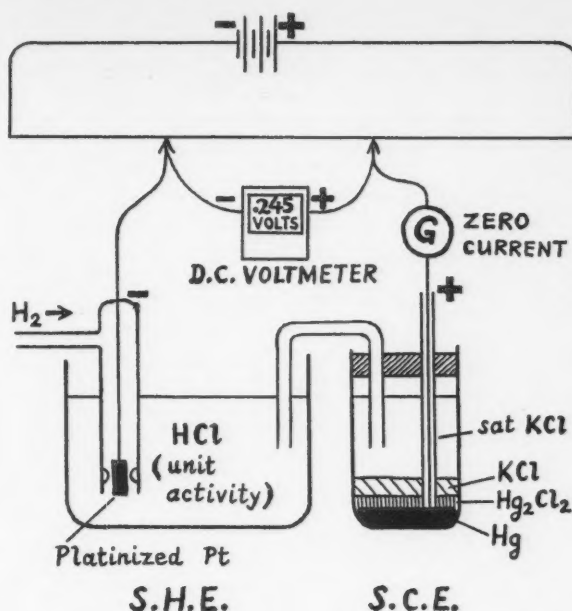 - +
- .245 +
VOLTS
D.C. VOLTMETER
G
ZERO
CURRENT
H₂ →
-
+
HCl
(unit
activity)
sat KCl
KCl
Hg₂Cl₂
Hg
Platinized Pt
S.H.E.
S.C.E.